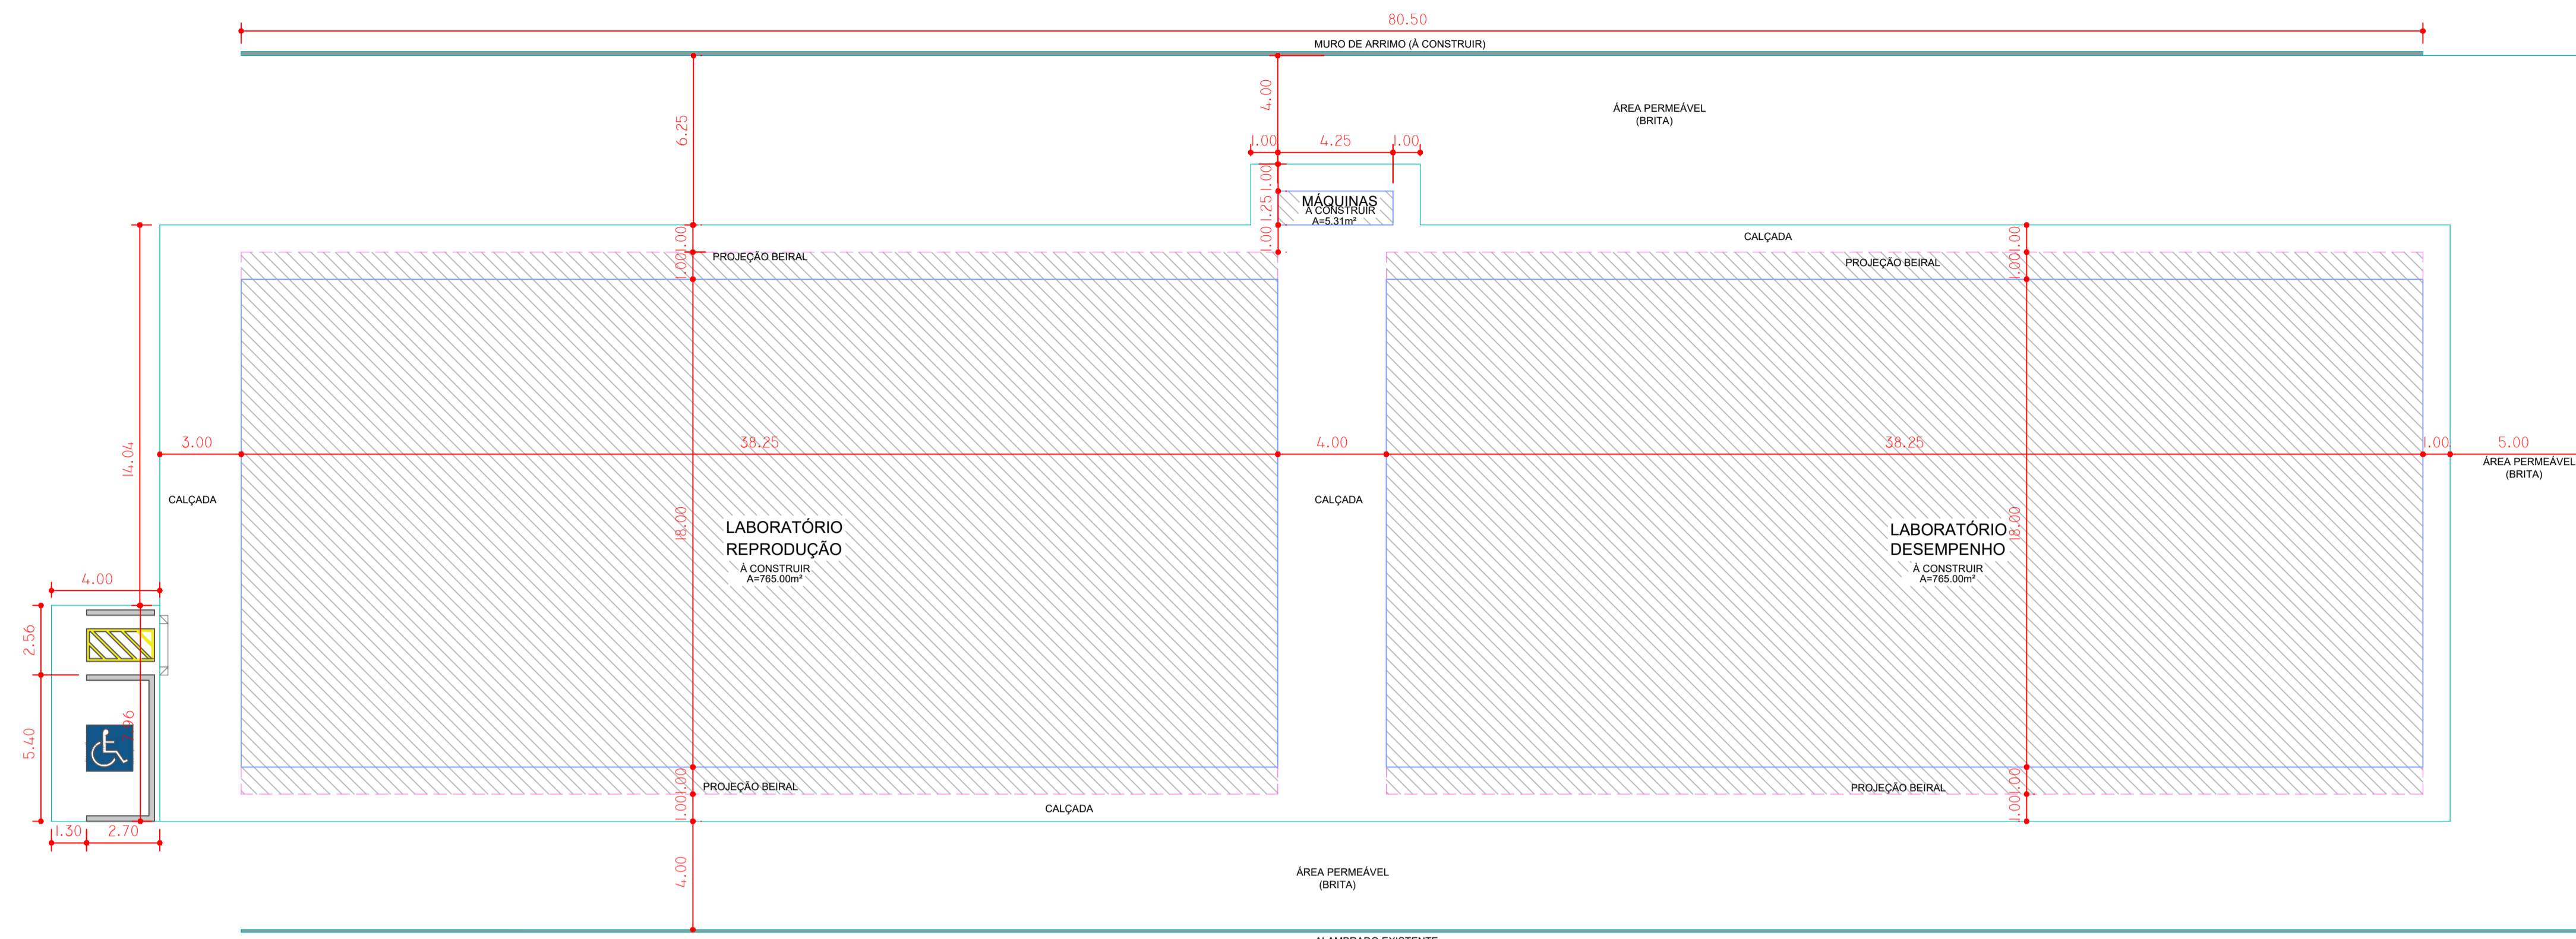 80.50
MURO DE ARRIMO (À CONSTRUIR)
6.25
4.00
ÁREA PERMEÁVEL
(BRITA)
1.00
4.25
1.00
1.00
1.25
1.00
MÁQUINAS
À CONSTRUIR
A=5.31m²
CALÇADA
1.00
1.00
PROJEÇÃO BEIRAL
PROJEÇÃO BEIRAL
1.00
1.00
14.04
3.00
38.25
4.00
38.25
1.00
5.00
ÁREA PERMEÁVEL
(BRITA)
CALÇADA
CALÇADA
18.00
LABORATÓRIO
REPRODUÇÃO
À CONSTRUIR
A=765.00m²
LABORATÓRIO
DESEMPENHO
À CONSTRUIR
A=765.00m²
18.00
4.00
2.56
5.40
1.30
2.70
1.00
1.00
PROJEÇÃO BEIRAL
CALÇADA
PROJEÇÃO BEIRAL
1.00
1.00
4.00
ÁREA PERMEÁVEL
(BRITA)